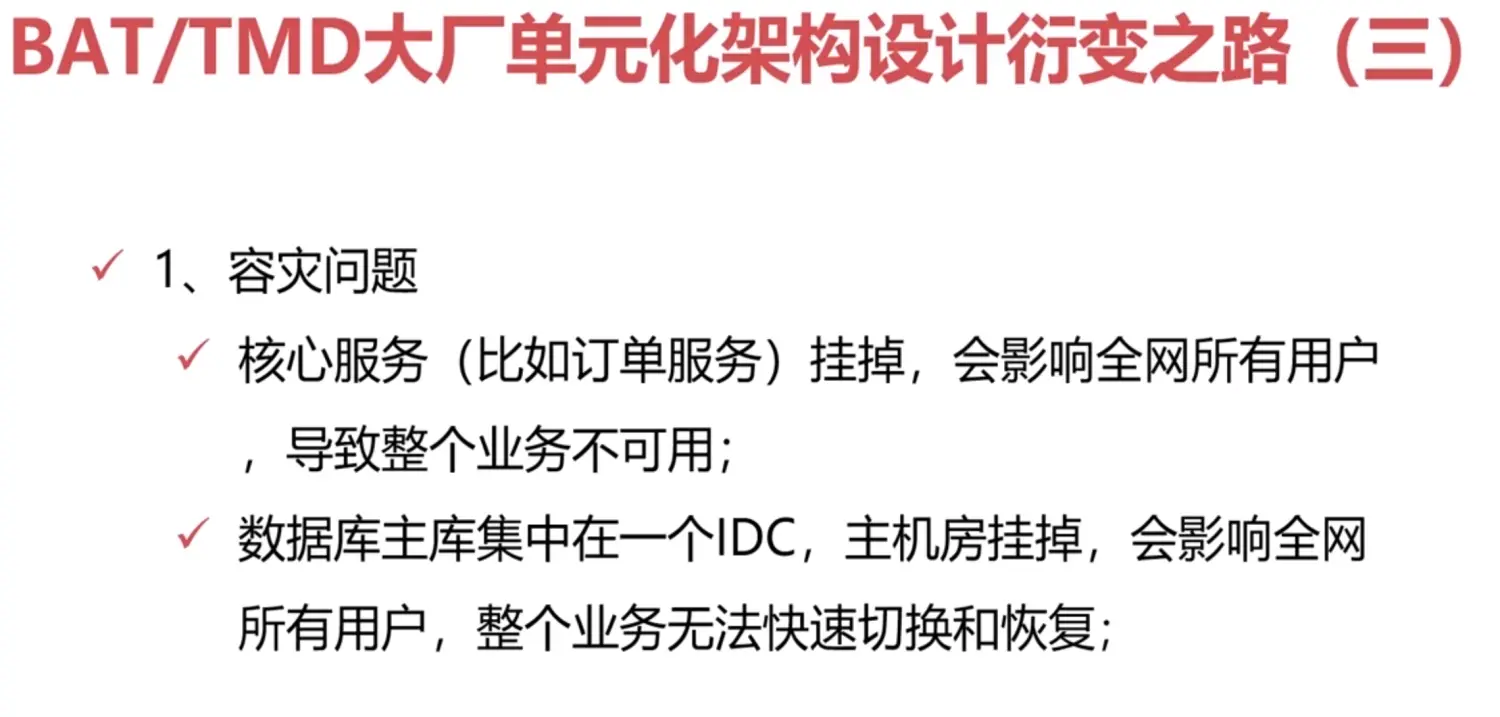 BAT/TMD大厂单元化架构设计衍变之路（三）
✓ 1、容灾问题
✓ 核心服务（比如订单服务）挂掉，会影响全网所有用户
，导致整个业务不可用；
✓ 数据库主库集中在一个IDC，主机房挂掉，会影响全网
所有用户，整个业务无法快速切换和恢复；